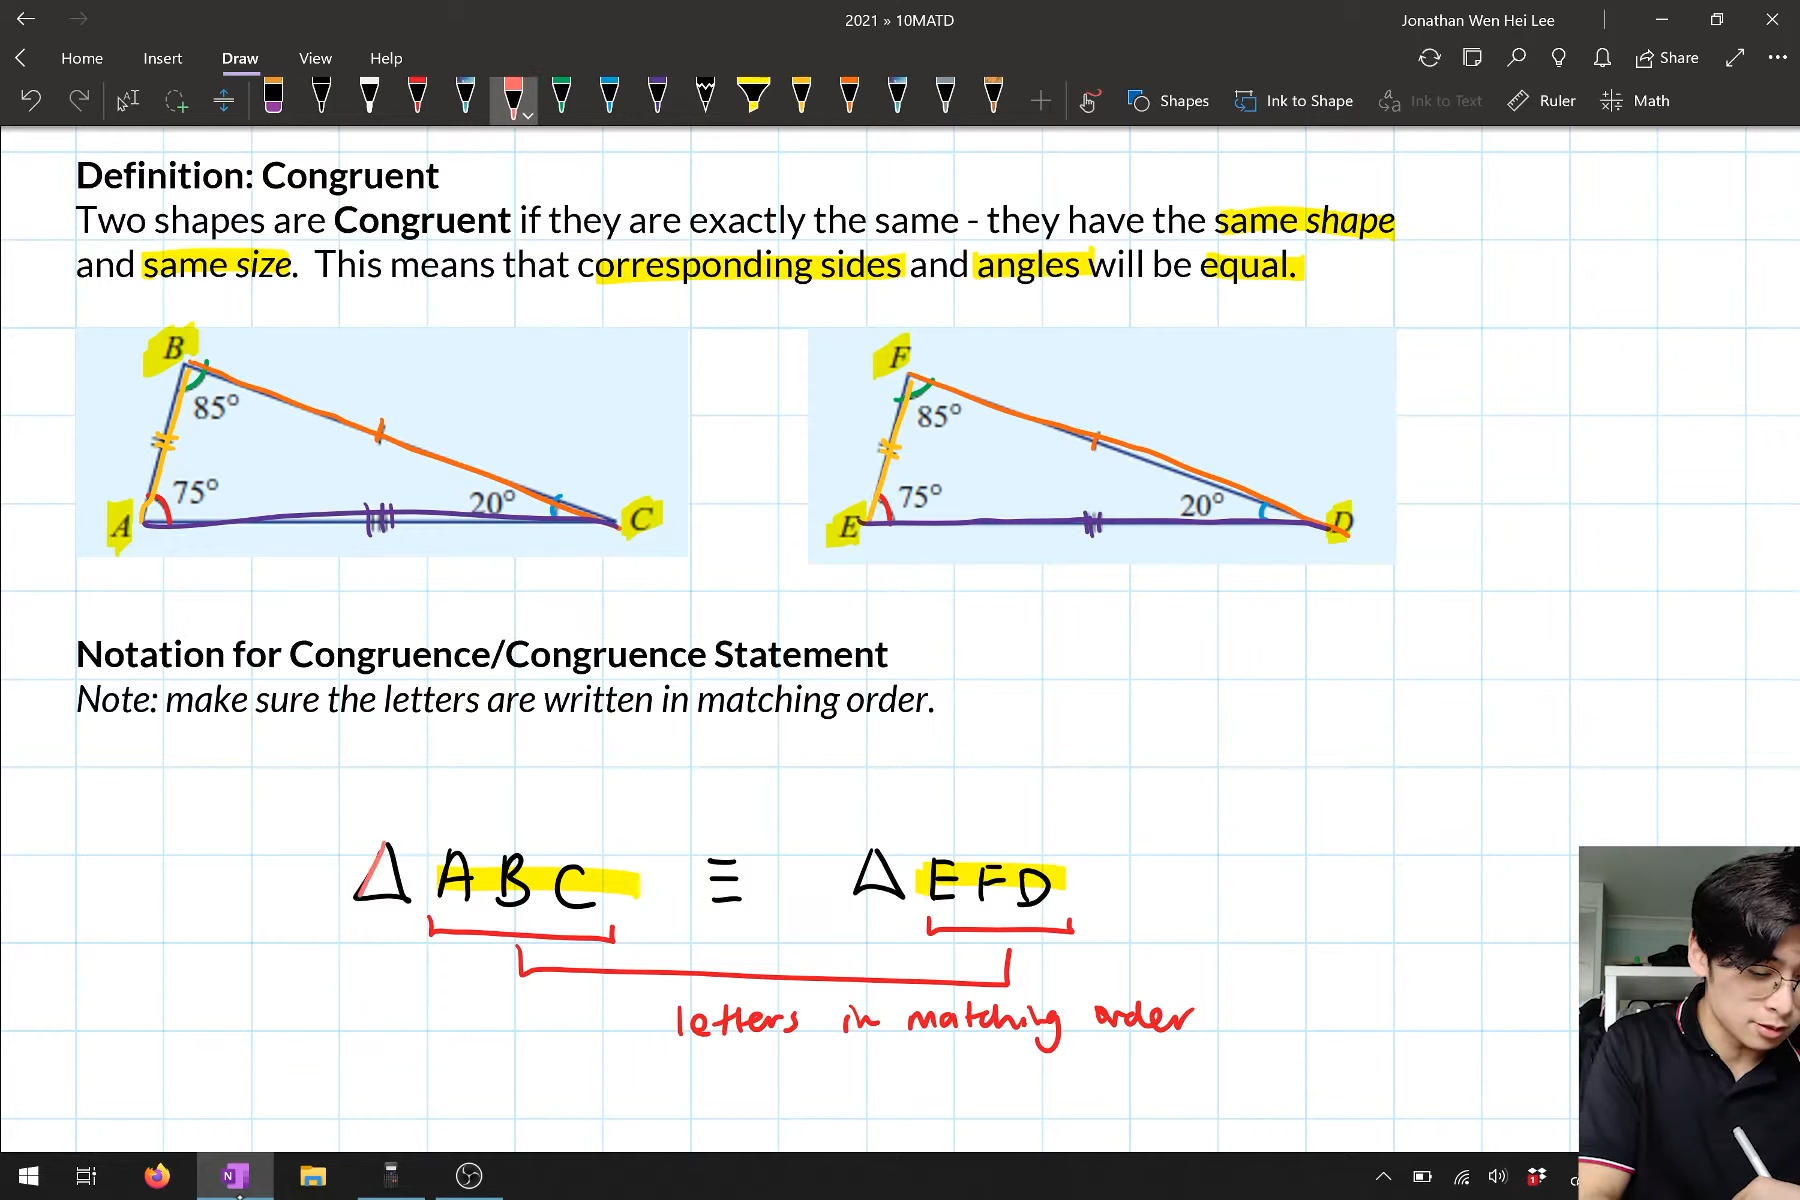 2021 » 10MATD
Jonathan Wen Hei Lee
Home Insert Draw View Help
Share
Shapes Ink to Shape Ink to Text Ruler Math
Definition: Congruent
Two shapes are Congruent if they are exactly the same - they have the same shape
and same size. This means that corresponding sides and angles will be equal.
B
85°
75°
20°
A
C
F
85°
75°
20°
E
D
Notation for Congruence/Congruence Statement
Note: make sure the letters are written in matching order.
Δ ABC ≡ Δ EFD
letters in matching order